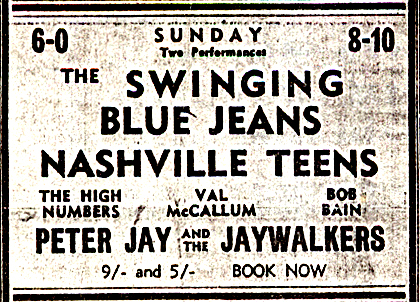 6-0 SUNDAY 8-10
Two Performances
THE SWINGING
BLUE JEANS
NASHVILLE TEENS
THE HIGH VAL BOB
NUMBERS McCALLUM BAIN
PETER JAY AND THE JAYWALKERS
9/- and 5/- BOOK NOW